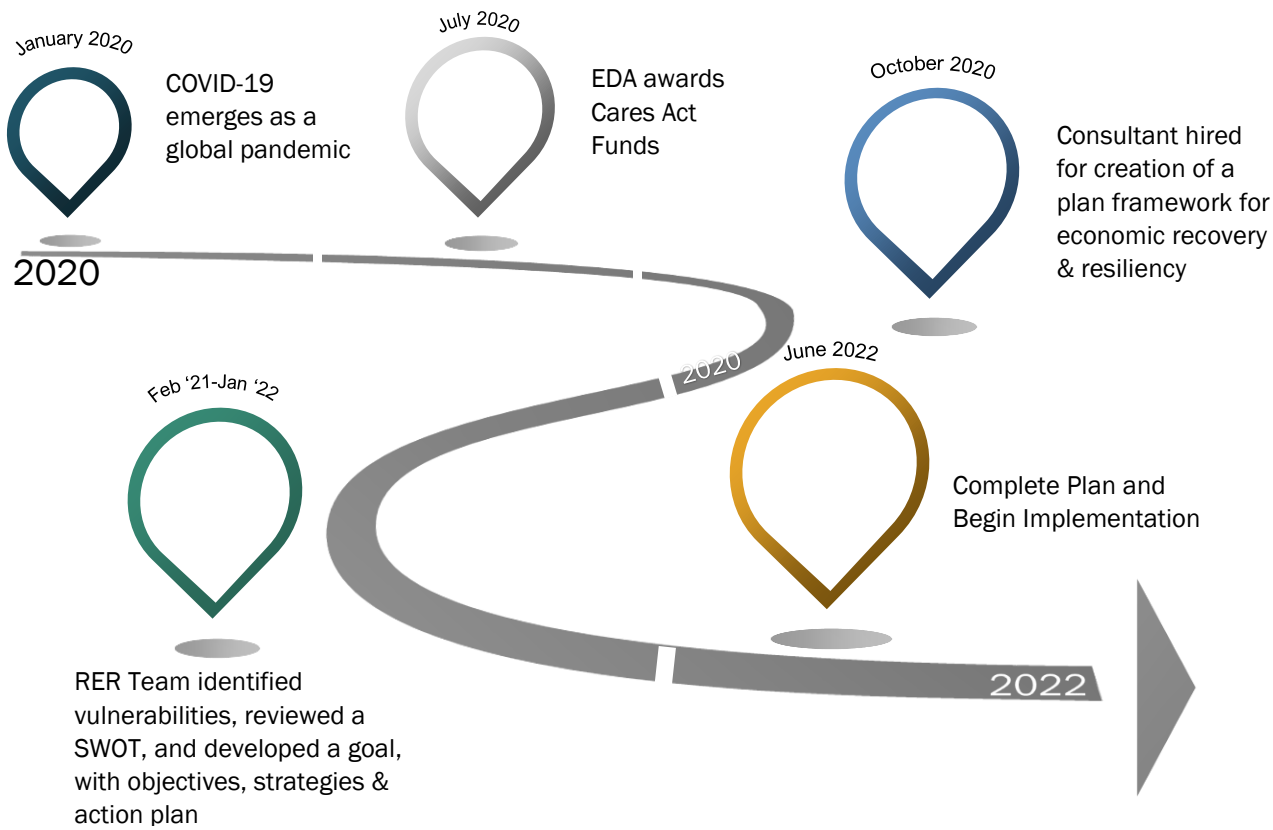 January 2020
COVID-19
emerges as a
global pandemic
July 2020
EDA awards
Cares Act
Funds
October 2020
Consultant hired
for creation of a
plan framework for
economic recovery
& resiliency
2020
2020
Feb ‘21-Jan ‘22
RER Team identified
vulnerabilities, reviewed a
SWOT, and developed a goal,
with objectives, strategies &
action plan
June 2022
Complete Plan and
Begin Implementation
2022